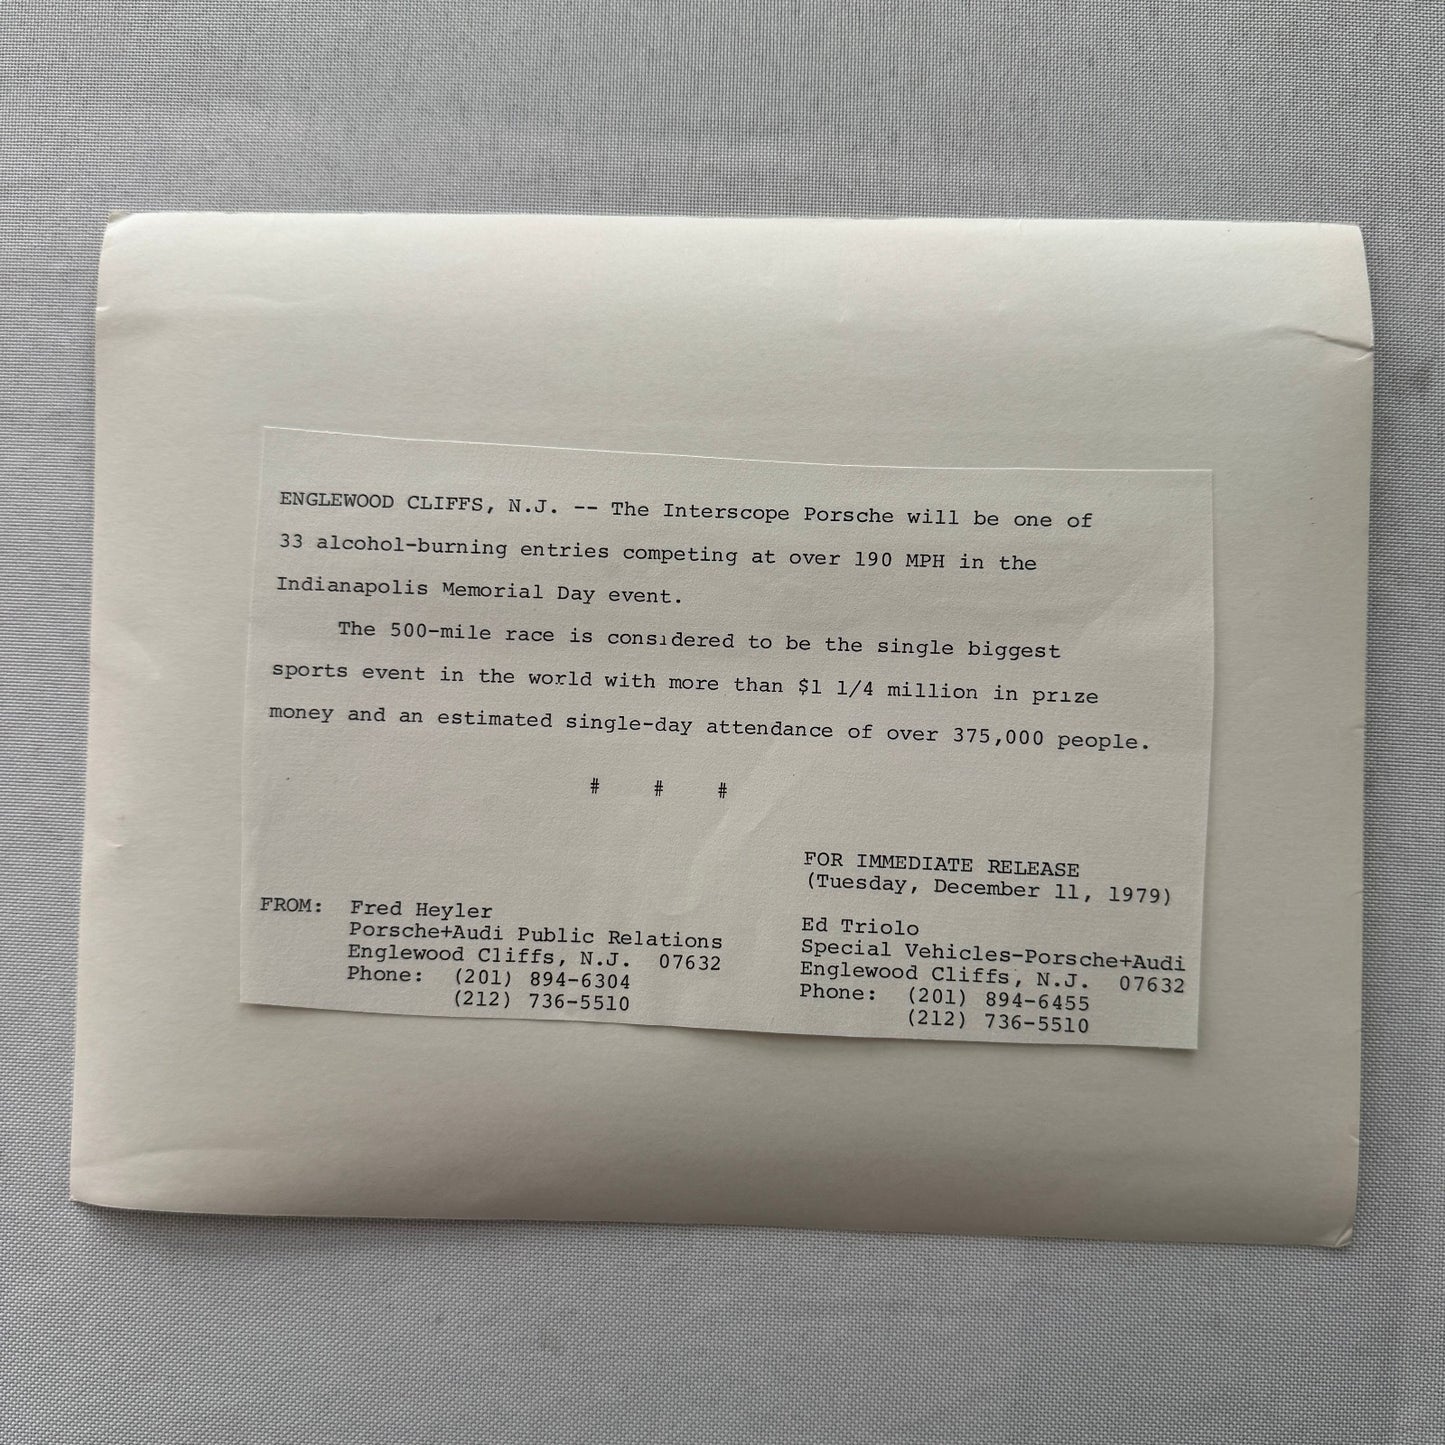 ENGLEWOOD CLIFFS, N.J. -- The Interscope Porsche will be one of
33 alcohol-burning entries competing at over 190 MPH in the
Indianapolis Memorial Day event.
The 500-mile race is considered to be the single biggest
sports event in the world with more than $1 1/4 million in prize
money and an estimated single-day attendance of over 375,000 people.
# # #
FOR IMMEDIATE RELEASE
(Tuesday, December 11, 1979)
FROM: Fred Heyler
Porsche+Audi Public Relations
Englewood Cliffs, N.J. 07632
Phone: (201) 894-6304
(212) 736-5510
Ed Triolo
Special Vehicles-Porsche+Audi
Englewood Cliffs, N.J. 07632
Phone: (201) 894-6455
(212) 736-5510